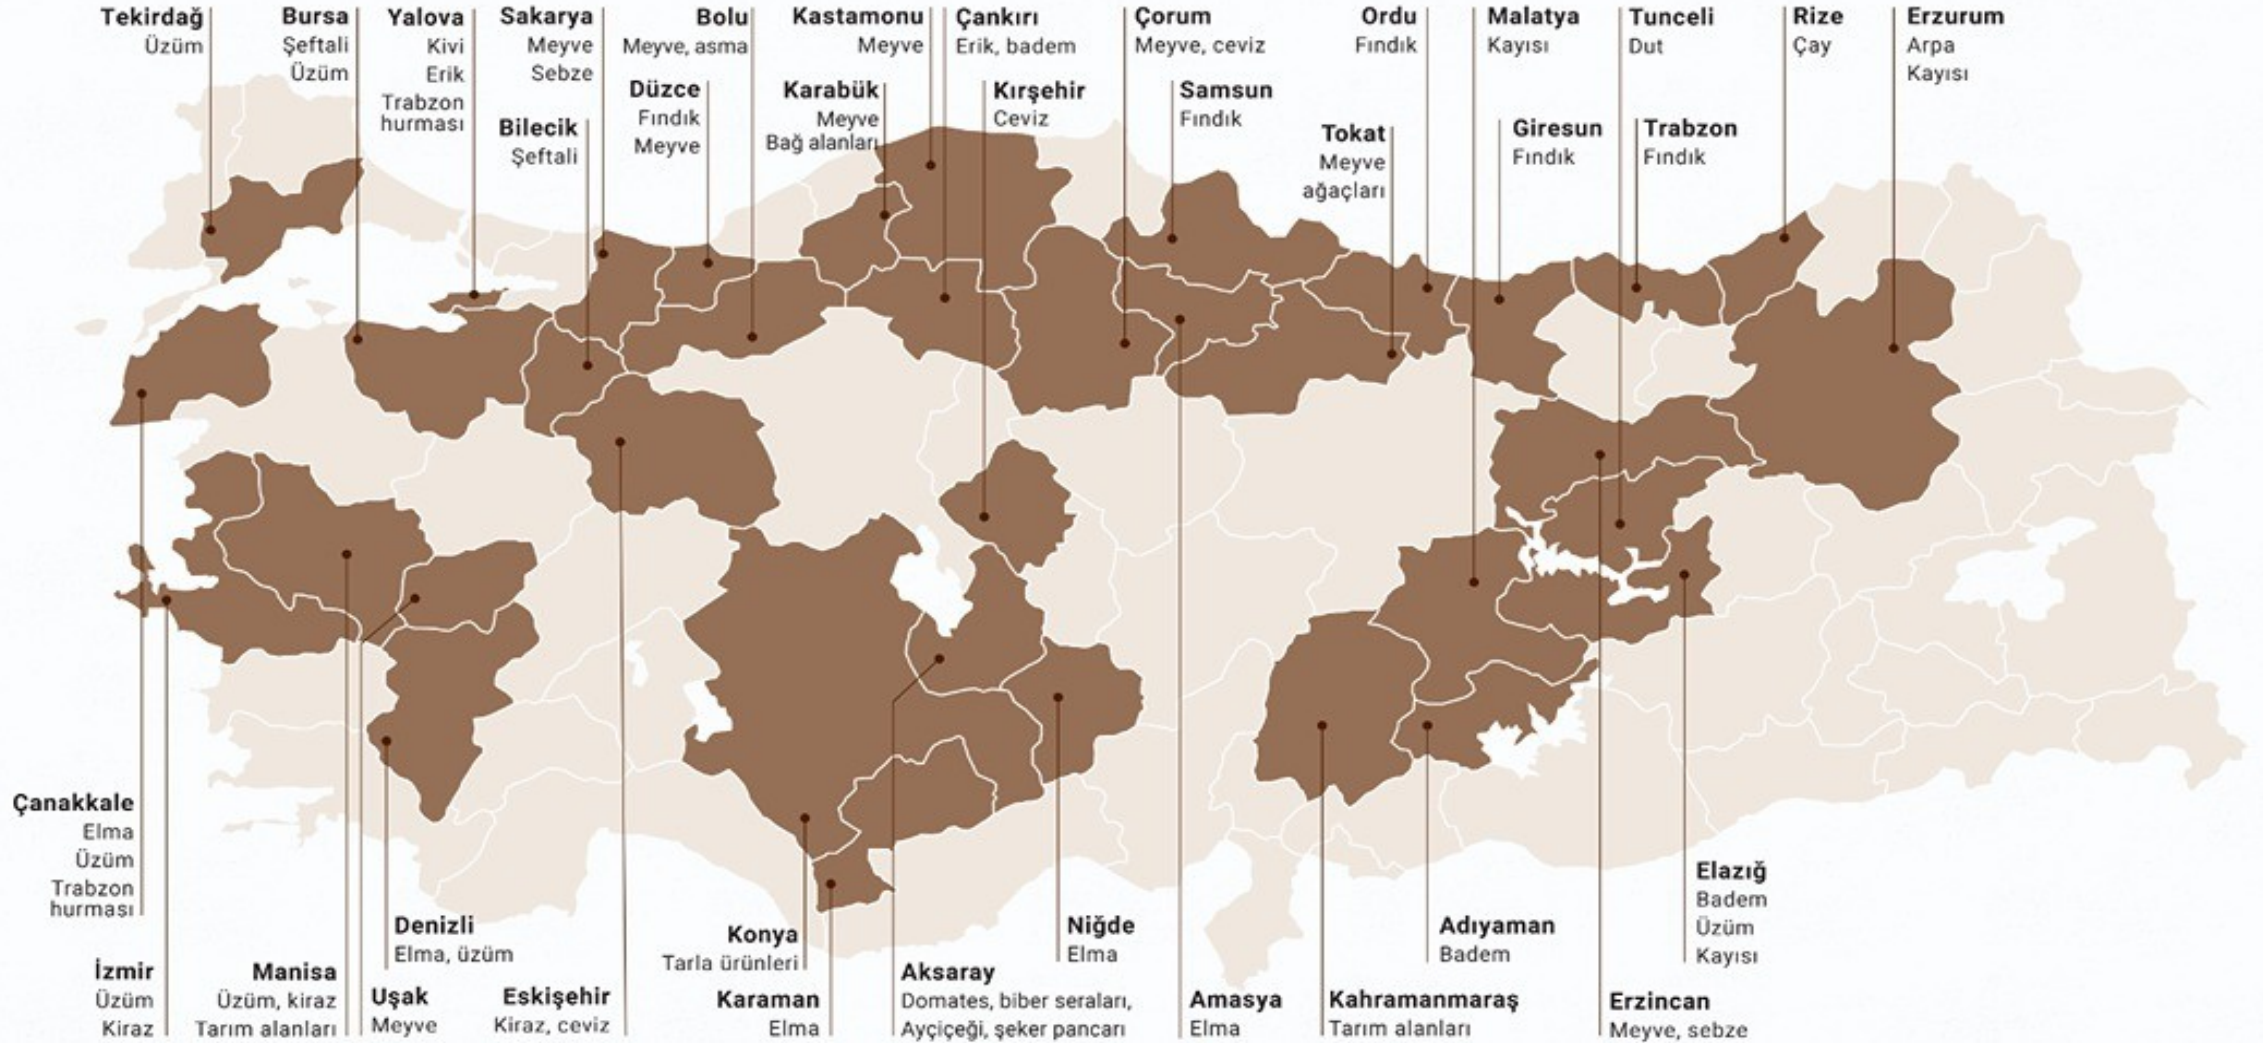 Tekirdağ
Üzüm
Bursa
Şeftali
Üzüm
Yalova
Kivi
Erik
Trabzon
hurması
Sakarya
Meyve
Sebze
Bilecik
Şeftali
Bolu
Meyve, asma
Düzce
Fındık
Meyve
Kastamonu
Meyve
Karabük
Meyve
Bağ alanları
Çankırı
Erik, badem
Kırşehir
Ceviz
Çorum
Meyve, ceviz
Samsun
Fındık
Ordu
Fındık
Tokat
Meyve
ağaçları
Malatya
Kayısı
Giresun
Fındık
Tunceli
Dut
Trabzon
Fındık
Rize
Çay
Erzurum
Arpa
Kayısı
Çanakkale
Elma
Üzüm
Trabzon
hurması
İzmir
Üzüm
Kiraz
Manisa
Üzüm, kiraz
Tarım alanları
Denizli
Elma, üzüm
Uşak
Meyve
Eskişehir
Kiraz, ceviz
Konya
Tarla ürünleri
Karaman
Elma
Aksaray
Domates, biber seraları,
Ayçiçeği, şeker pancarı
Niğde
Elma
Amasya
Elma
Kahramanmaraş
Tarım alanları
Adıyaman
Badem
Erzincan
Meyve, sebze
Elazığ
Badem
Üzüm
Kayısı